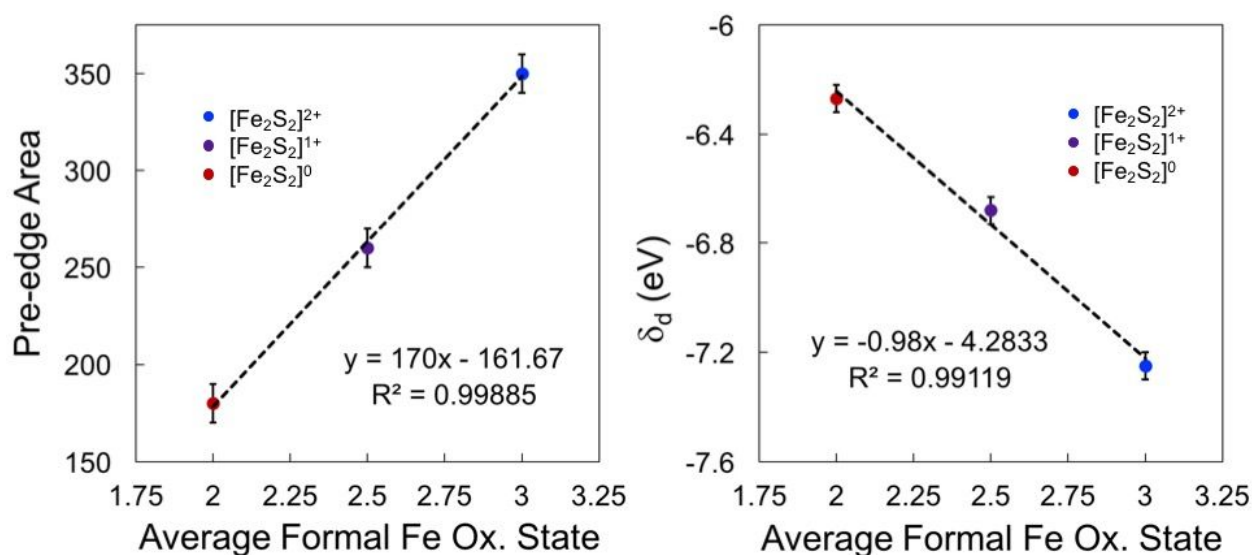 Pre-edge Area
350
300
250
200
150
[Fe₂S₂]²⁺
[Fe₂S₂]¹⁺
[Fe₂S₂]⁰
y = 170x - 161.67
R² = 0.99885
1.75 2 2.25 2.5 2.75 3 3.25
Average Formal Fe Ox. State
δd (eV)
-6
-6.4
-6.8
-7.2
-7.6
[Fe₂S₂]²⁺
[Fe₂S₂]¹⁺
[Fe₂S₂]⁰
y = -0.98x - 4.2833
R² = 0.99119
1.75 2 2.25 2.5 2.75 3 3.25
Average Formal Fe Ox. State